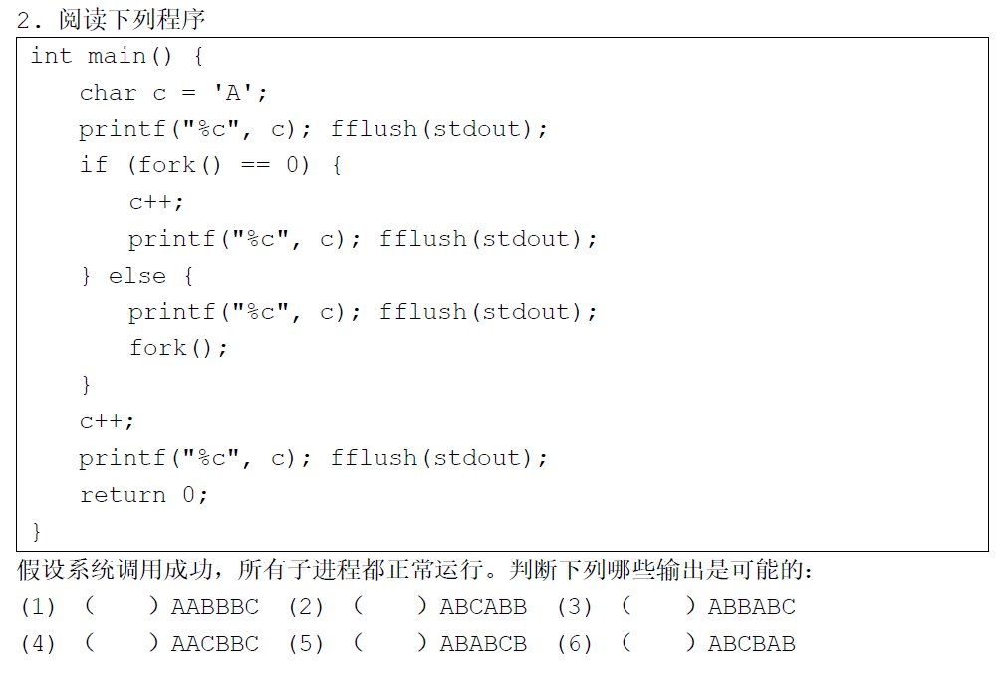 2. 阅读下列程序
int main() {
char c = 'A';
printf("%c", c); fflush(stdout);
if (fork() == 0) {
c++;
printf("%c", c); fflush(stdout);
} else {
printf("%c", c); fflush(stdout);
fork();
}
c++;
printf("%c", c); fflush(stdout);
return 0;
}
假设系统调用成功，所有子进程都正常运行。判断下列哪些输出是可能的：
(1) （ ）AABBBC (2) （ ）ABCABB (3) （ ）ABBABC
(4) （ ）AACBBC (5) （ ）ABABCB (6) （ ）ABCBAB